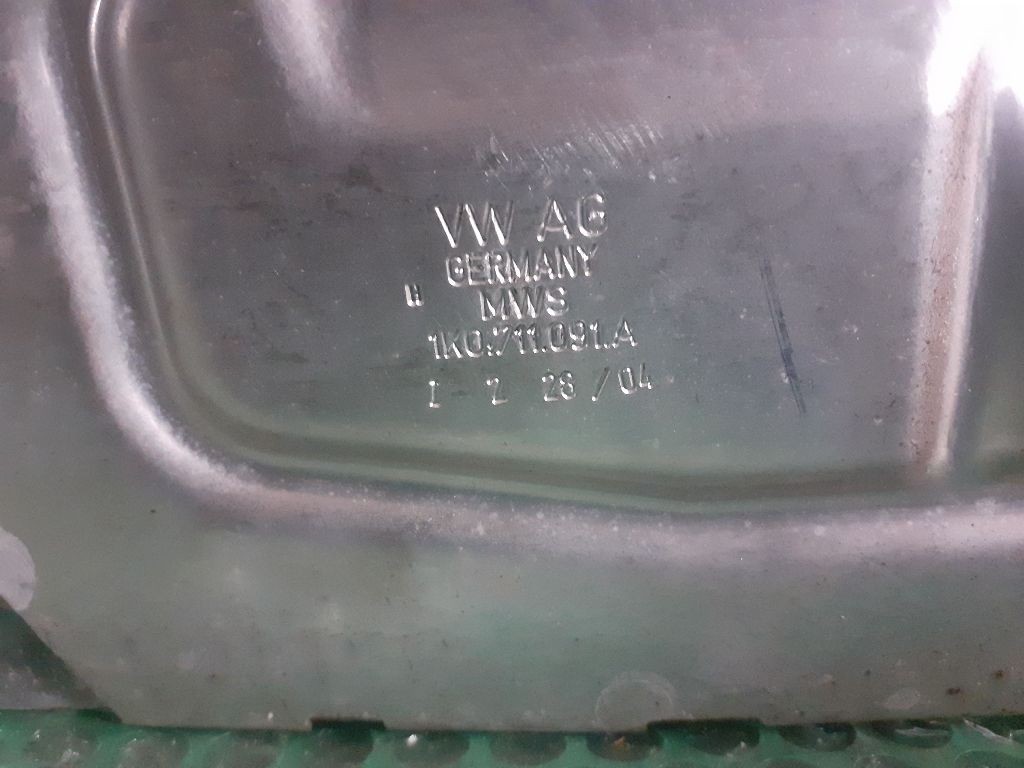 VW AG
GERMANY
MWS
1K0.711.091.A
I - 2 28 / 04